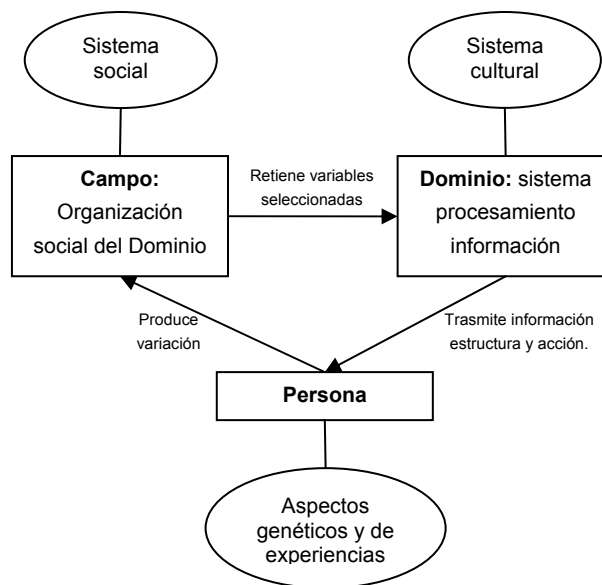 Sistema
social
Sistema
cultural
Campo:
Organización
social del Dominio
Retiene variables
seleccionadas
Dominio: sistema
procesamiento
información
Produce
variación
Trasmite información
estructura y acción.
Persona
Aspectos
genéticos y de
experiencias